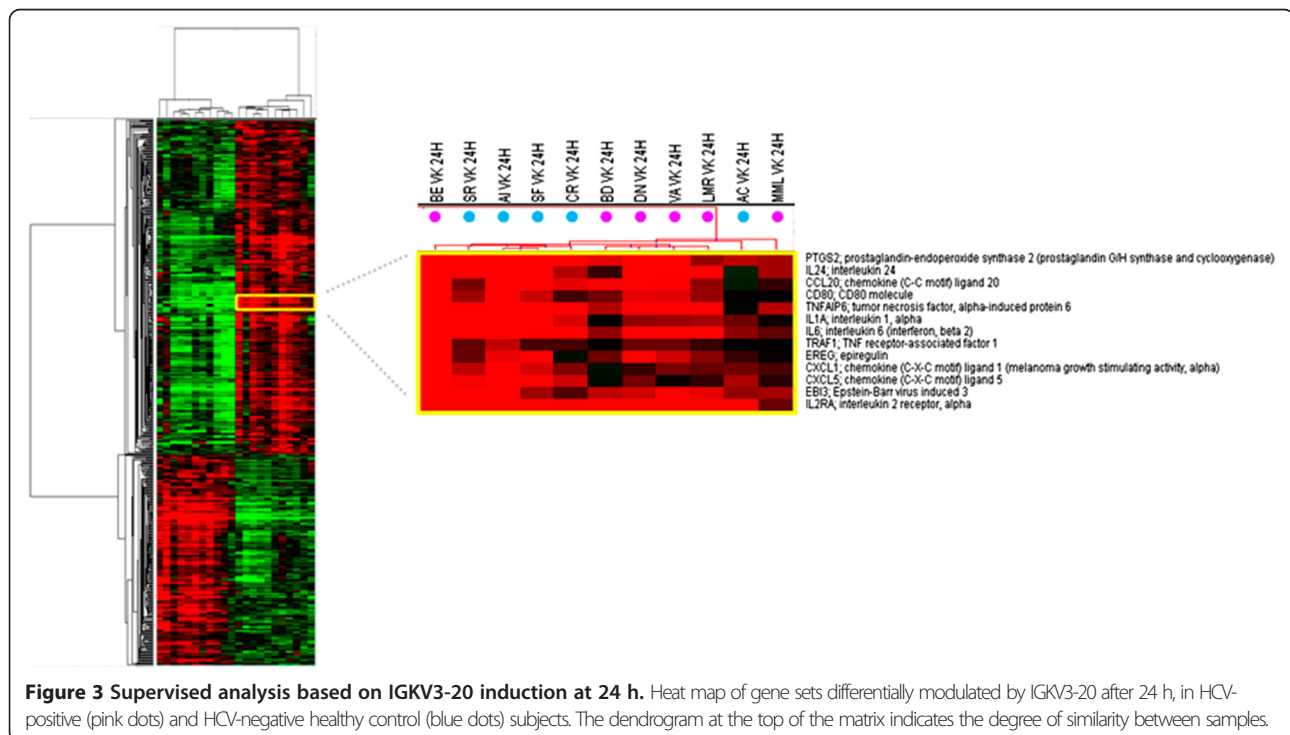 BE VK 24H
SR VK 24H
AI VK 24H
SF VK 24H
CR VK 24H
BD VK 24H
DN VK 24H
VA VK 24H
LMR VK 24H
AC VK 24H
MML VK 24H
PTGS2; prostaglandin-endoperoxide synthase 2 (prostaglandin G/H synthase and cyclooxygenase)
IL24; interleukin 24
CCL20; chemokine (C-C motif) ligand 20
CD80; CD80 molecule
TNFAIP6; tumor necrosis factor, alpha-induced protein 6
IL1A; interleukin 1, alpha
IL6; interleukin 6 (interferon, beta 2)
TRAF1; TNF receptor-associated factor 1
EREG; epiregulin
CXCL1; chemokine (C-X-C motif) ligand 1 (melanoma growth stimulating activity, alpha)
CXCL5; chemokine (C-X-C motif) ligand 5
EBI3; Epstein-Barr virus induced 3
IL2RA; interleukin 2 receptor, alpha
Figure 3 Supervised analysis based on IGKV3-20 induction at 24 h. Heat map of gene sets differentially modulated by IGKV3-20 after 24 h, in HCV-
positive (pink dots) and HCV-negative healthy control (blue dots) subjects. The dendrogram at the top of the matrix indicates the degree of similarity between samples.